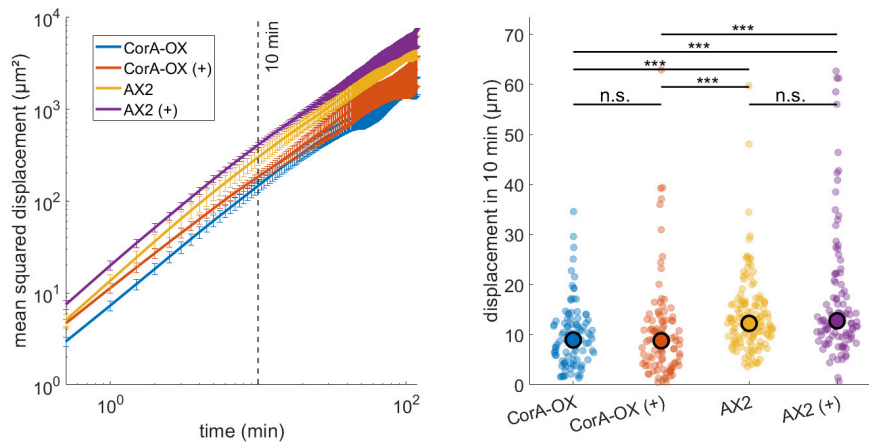 mean squared displacement (µm²)
10⁴
10³
10²
10¹
10⁰
CorA-OX
CorA-OX (+)
AX2
AX2 (+)
10 min
10⁰
10¹
10²
time (min)
displacement in 10 min (µm)
70
60
50
40
30
20
10
0
***
***
***
***
n.s.
n.s.
CorA-OX
CorA-OX (+)
AX2
AX2 (+)